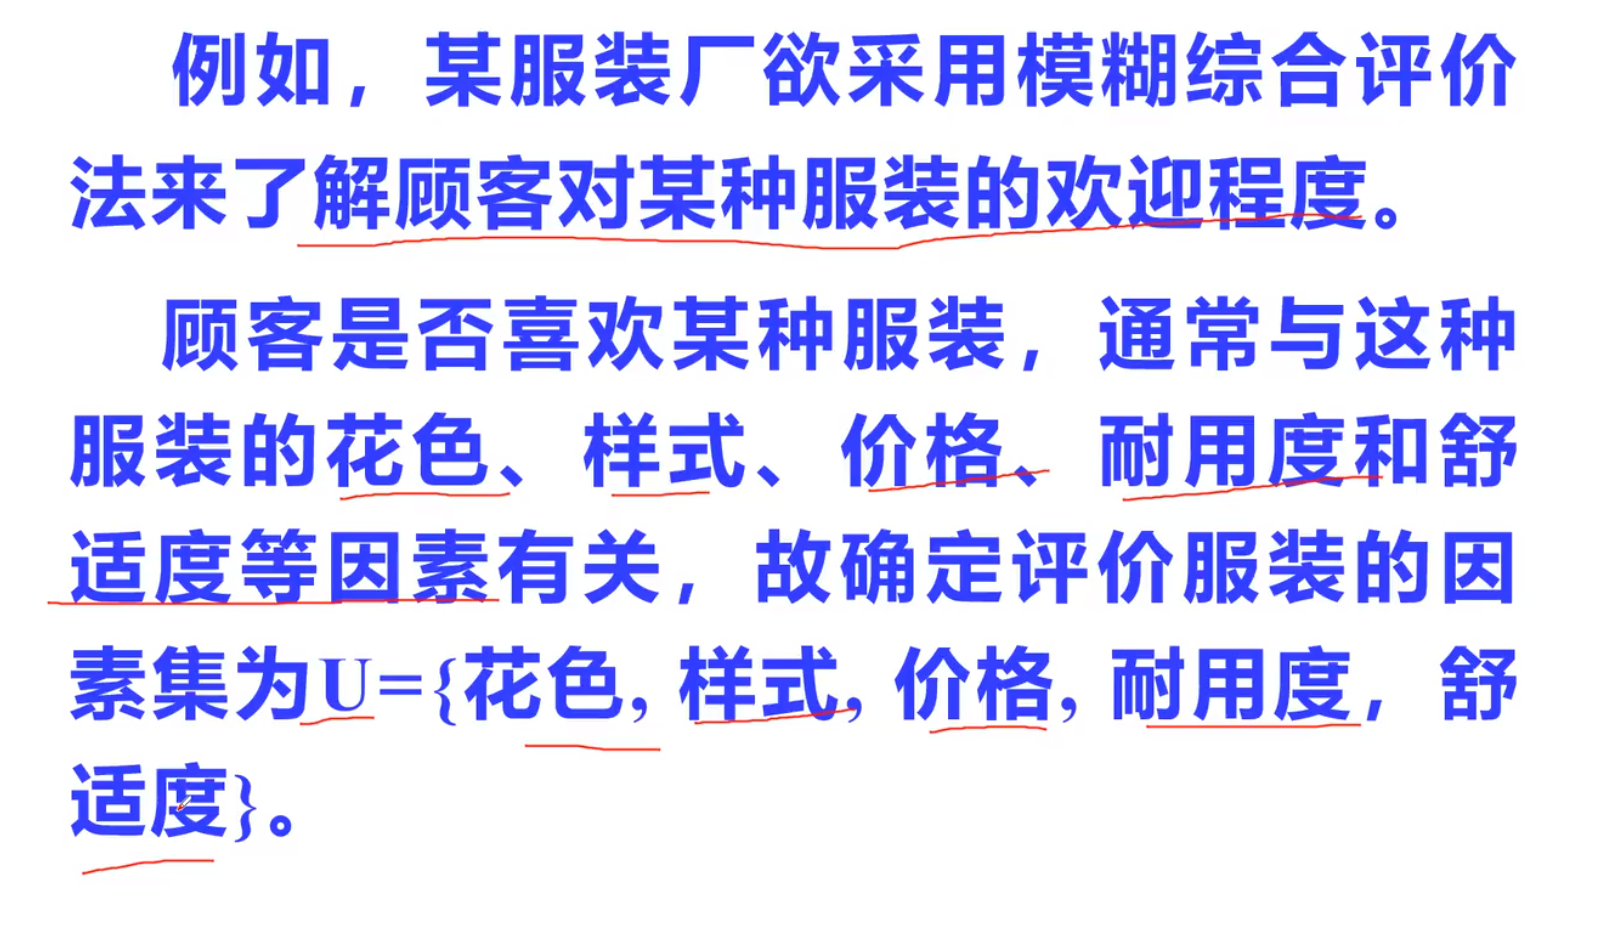 例如，某服装厂欲采用模糊综合评价
法来了解顾客对某种服装的欢迎程度。
顾客是否喜欢某种服装，通常与这种
服装的花色、样式、价格、耐用度和舒
适度等因素有关，故确定评价服装的因
素集为U={花色, 样式, 价格, 耐用度，舒
适度}。